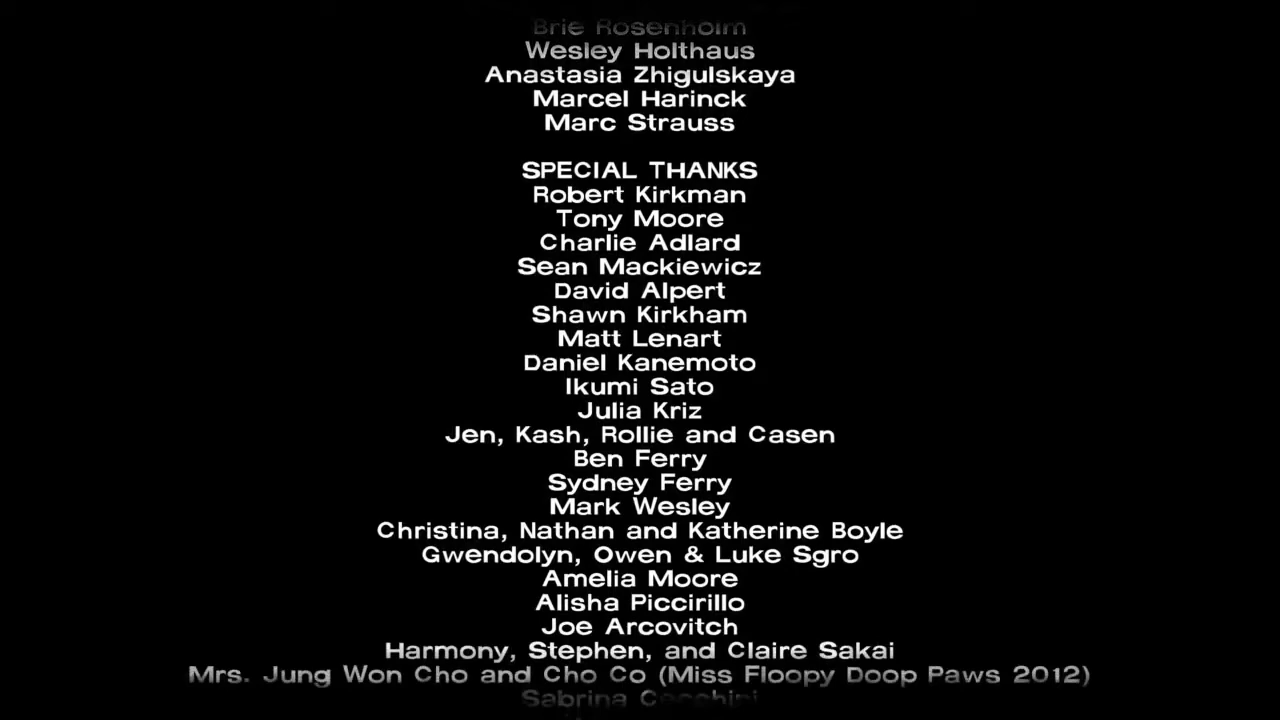 Brie Rosenholm
Wesley Holthaus
Anastasia Zhigulskaya
Marcel Harinck
Marc Strauss
SPECIAL THANKS
Robert Kirkman
Tony Moore
Charlie Adlard
Sean Mackiewicz
David Alpert
Shawn Kirkham
Matt Lenart
Daniel Kanemoto
Ikumi Sato
Julia Kriz
Jen, Kash, Rollie and Casen
Ben Ferry
Sydney Ferry
Mark Wesley
Christina, Nathan and Katherine Boyle
Gwendolyn, Owen & Luke Sgro
Amelia Moore
Alisha Piccirillo
Joe Arcovitch
Harmony, Stephen, and Claire Sakai
Mrs. Jung Won Cho and Cho Co (Miss Floopy Doop Paws 2012)
Sabrina